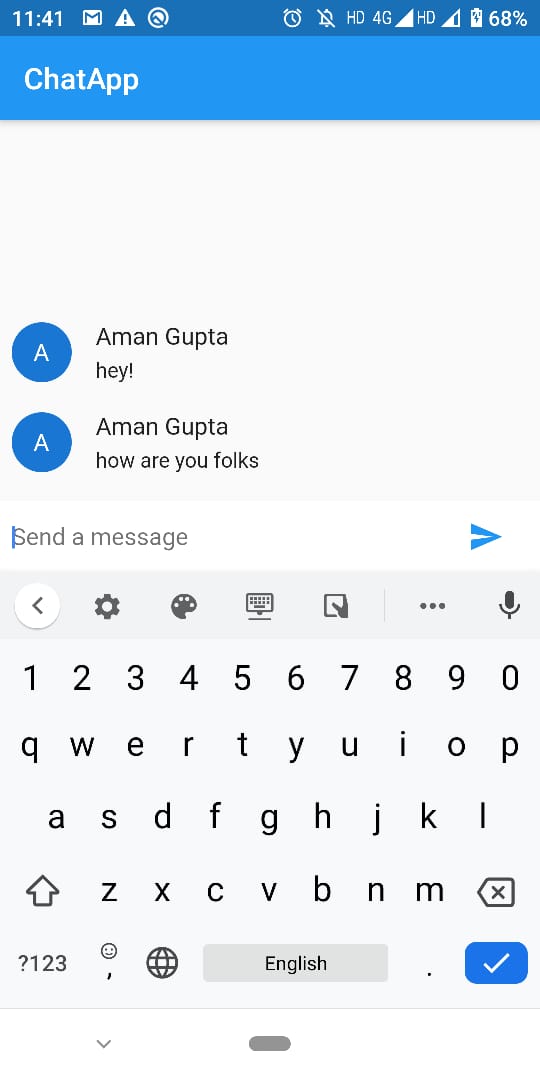 11:41 HD 4G HD 68%
ChatApp
A
Aman Gupta
hey!
A
Aman Gupta
how are you folks
Send a message
1 2 3 4 5 6 7 8 9 0
q w e r t y u i o p
a s d f g h j k l
z x c v b n m
?123 , English .